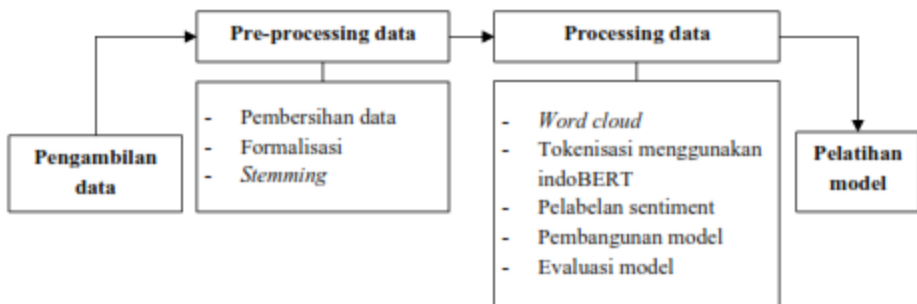 Pengambilan
data
Pre-processing data
- Pembersihan data
- Formalisasi
- Stemming
Processing data
- Word cloud
- Tokenisasi menggunakan
indoBERT
- Pelabelan sentiment
- Pembangunan model
- Evaluasi model
Pelatihan
model